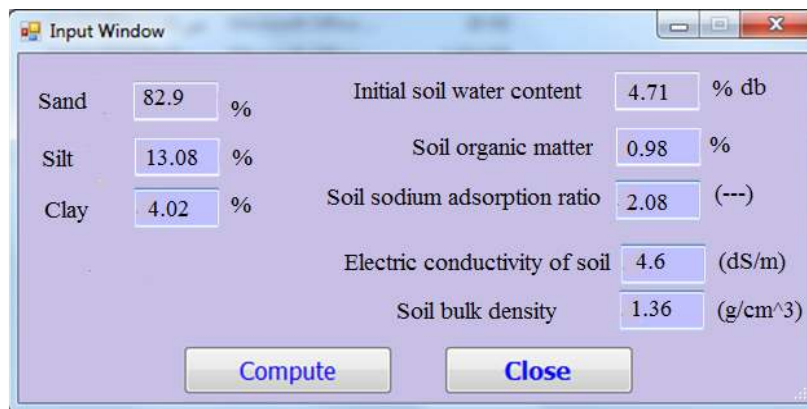 Input Window
Sand 82.9 % Initial soil water content 4.71 % db
Silt 13.08 % Soil organic matter 0.98 %
Clay 4.02 % Soil sodium adsorption ratio 2.08 (---)
Electric conductivity of soil 4.6 (dS/m)
Soil bulk density 1.36 (g/cm^3)
Compute Close